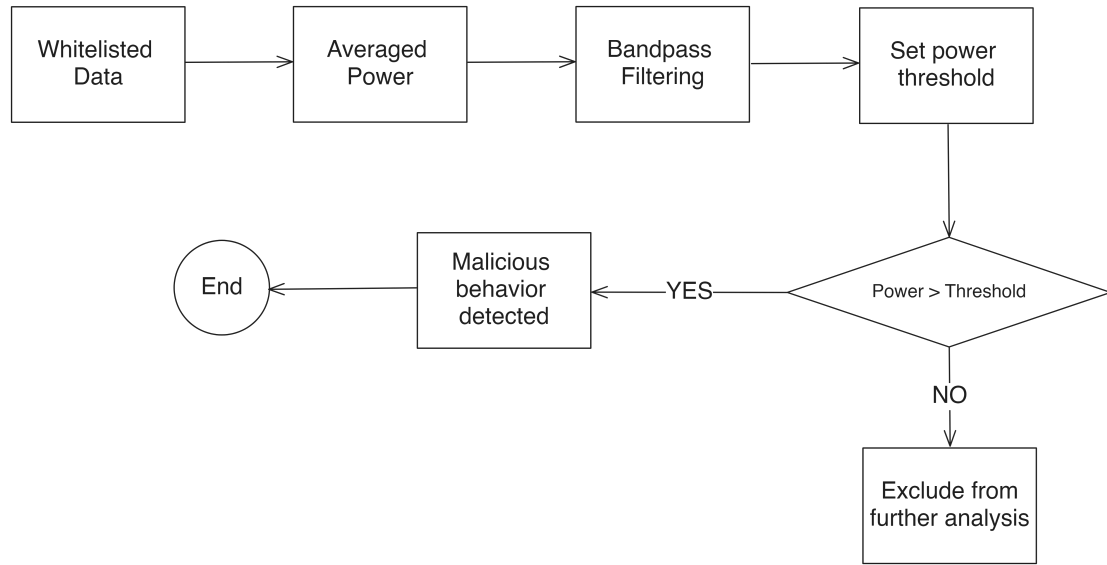 Whitelisted
Data
Averaged
Power
Bandpass
Filtering
Set power
threshold
Power > Threshold
YES
Malicious
behavior
detected
End
NO
Exclude from
further analysis